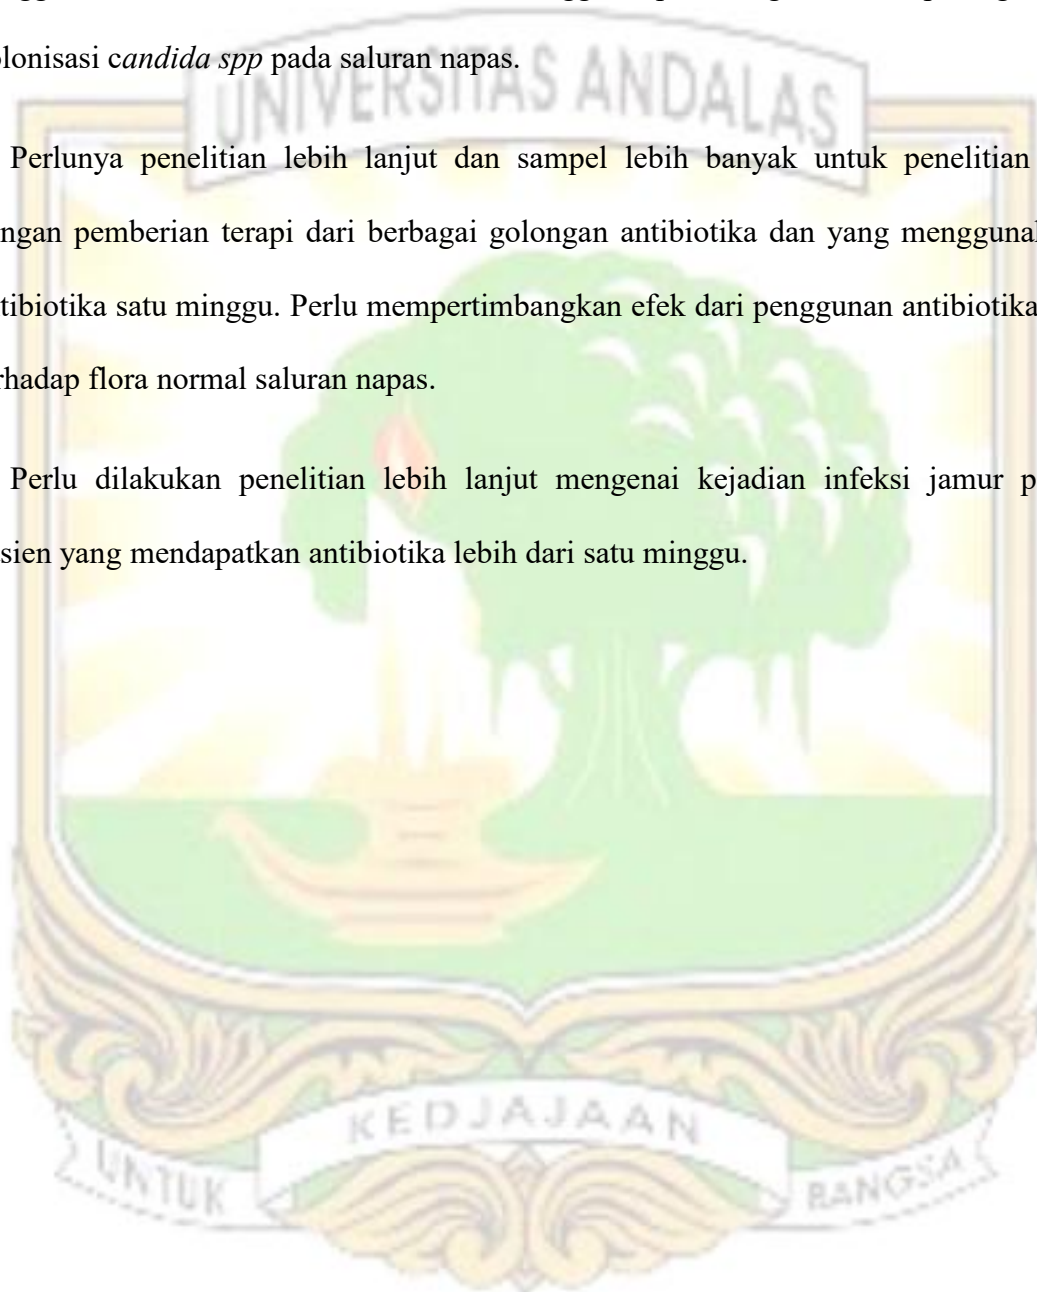 olonisasi candida spp pada saluran napas.
UNIVERSITAS ANDALAS
Perlunya penelitian lebih lanjut dan sampel lebih banyak untuk penelitian
ngan pemberian terapi dari berbagai golongan antibiotika dan yang menggunal
tibiotika satu minggu. Perlu mempertimbangkan efek dari penggunan antibiotika
rhadap flora normal saluran napas.
Perlu dilakukan penelitian lebih lanjut mengenai kejadian infeksi jamur p
sien yang mendapatkan antibiotika lebih dari satu minggu.
KEDJAJAAN
UNTUK
BANGSA